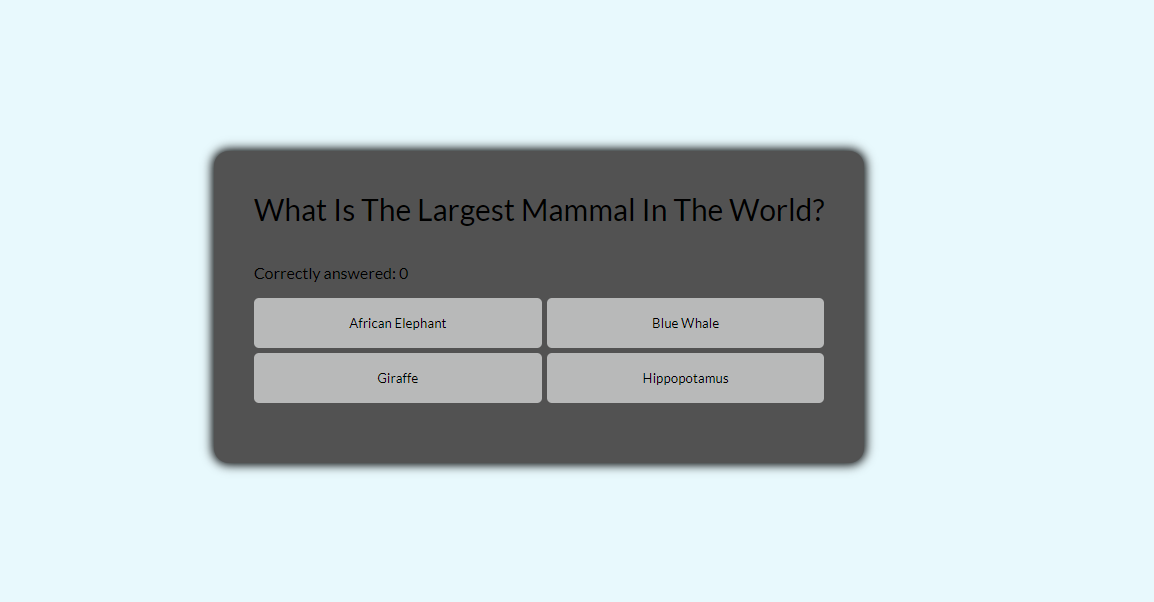 What Is The Largest Mammal In The World?
Correctly answered: 0
African Elephant
Blue Whale
Giraffe
Hippopotamus